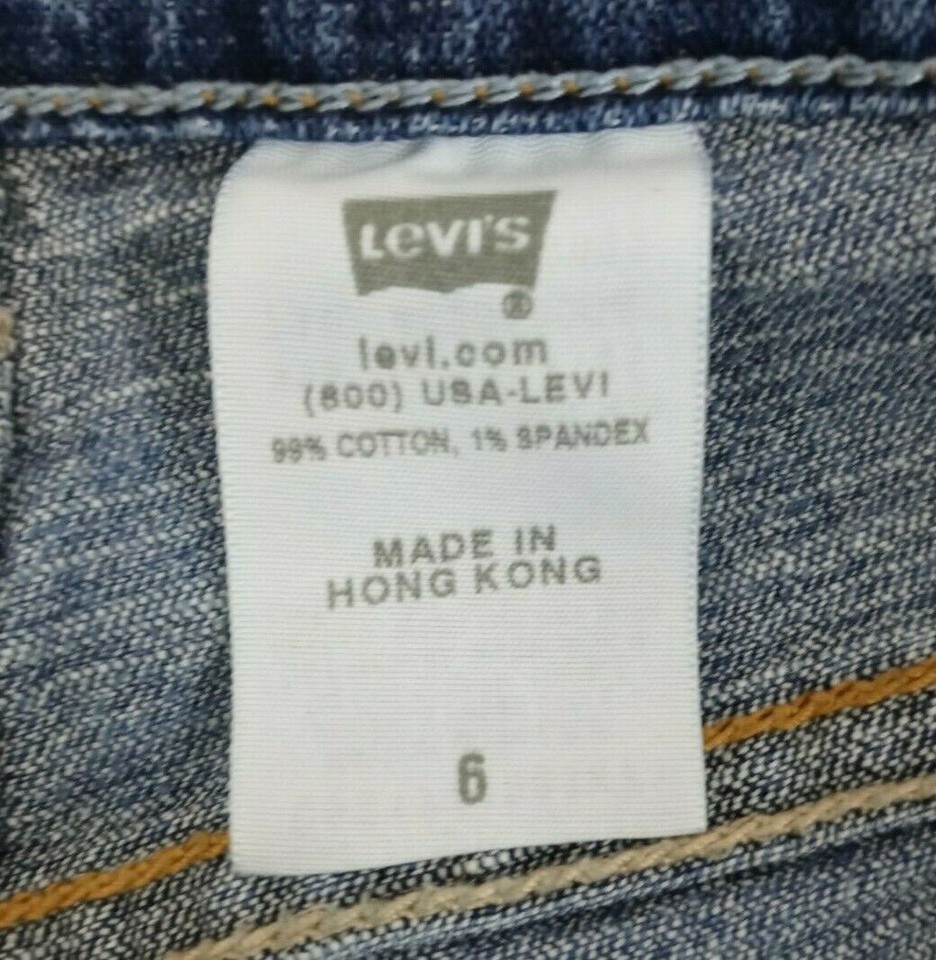 Levi's
®
levi.com
(800) USA-LEVI
99% COTTON, 1% SPANDEX
MADE IN
HONG KONG
6